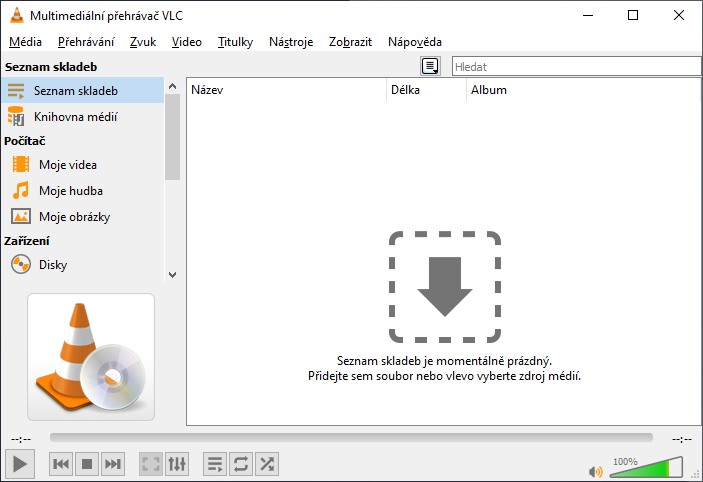 Multimediální přehrávač VLC
Média Přehrávání Zvuk Video Titulky Nástroje Zobrazit Nápověda
Seznam skladeb
Hledat
Seznam skladeb
Knihovna médií
Počítač
Moje videa
Moje hudba
Moje obrázky
Zařízení
Disky
Název Délka Album
Seznam skladeb je momentálně prázdný.
Přidejte sem soubor nebo vlevo vyberte zdroj médií.
--:-- --:--
100%